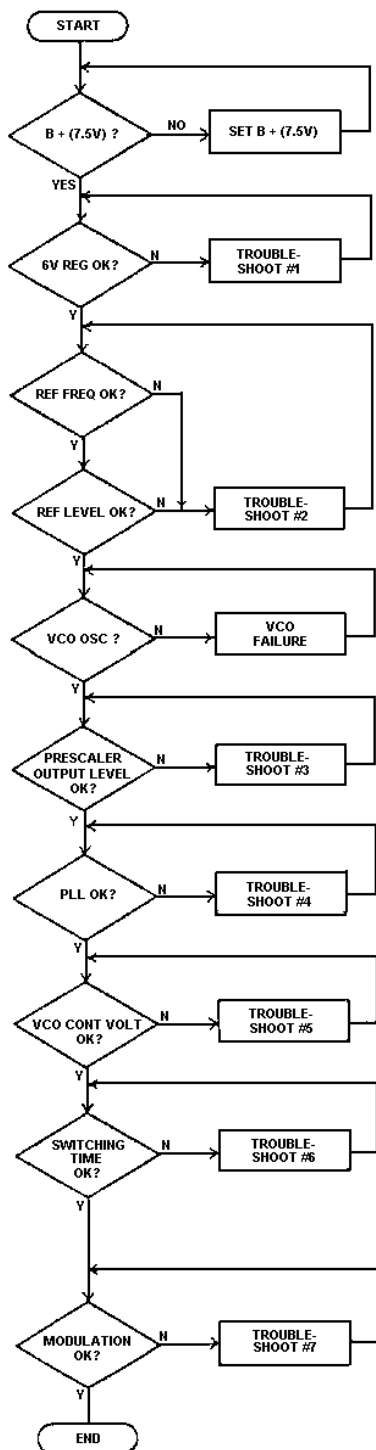 START
B + (7.5V) ?
NO
SET B + (7.5V)
YES
6V REG OK?
N
TROUBLE-
SHOOT #1
Y
REF FREQ OK?
N
Y
REF LEVEL OK?
N
TROUBLE-
SHOOT #2
Y
VCO OSC ?
N
VCO
FAILURE
Y
PRESCALER
OUTPUT LEVEL
OK?
N
TROUBLE-
SHOOT #3
Y
PLL OK?
N
TROUBLE-
SHOOT #4
Y
VCO CONT VOLT
OK?
N
TROUBLE-
SHOOT #5
Y
SWITCHING
TIME
OK?
N
TROUBLE-
SHOOT #6
Y
MODULATION
OK?
N
TROUBLE-
SHOOT #7
Y
END